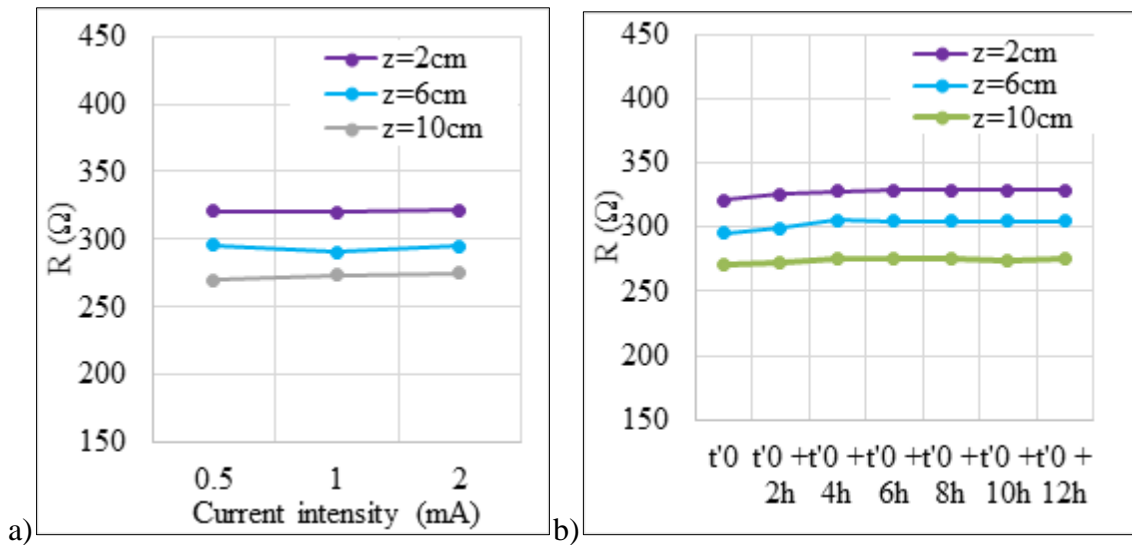 450
400
350
300
250
200
150
R (Ω)
z=2cm
z=6cm
z=10cm
0.5 1 2
Current intensity (mA)
a)
450
400
350
300
250
200
150
R (Ω)
z=2cm
z=6cm
z=10cm
t'0 t'0 +t'0 +t'0 +t'0 +t'0 +t'0 +
2h 4h 6h 8h 10h 12h
b)